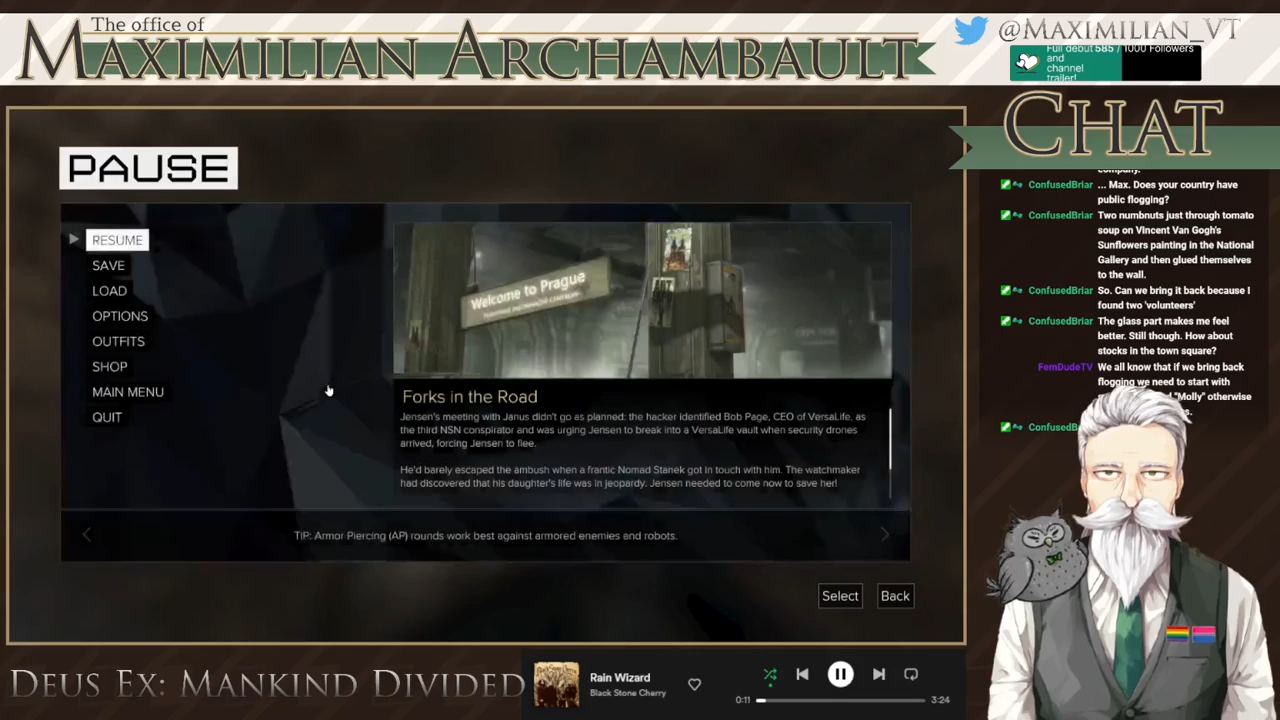 The office of
MAXIMILIAN ARCHAMBAULT
@MAXIMILIAN_VT
Full debut 585 / 1000 Followers
and
channel
trailer!
CHAT
PAUSE
RESUME
SAVE
LOAD
OPTIONS
OUTFITS
SHOP
MAIN MENU
QUIT
Welcome to Prague
Forks in the Road
Jensen's meeting with Janus didn't go as planned: the hacker identified Bob Page, CEO of VersaLife, as
the third NSN conspirator and was urging Jensen to break into a VersaLife vault when security drones
arrived, forcing Jensen to flee.
He'd barely escaped the ambush when a frantic Nomad Stanek got in touch with him. The watchmaker
had discovered that his daughter's life was in jeopardy. Jensen needed to come now to save her!
TIP: Armor Piercing (AP) rounds work best against armored enemies and robots.
Select
Back
company.
ConfusedBriar ... Max. Does your country have
public flogging?
Two numbnuts just through tomato
ConfusedBriar soup on Vincent Van Gogh's
Sunflowers painting in the National
Gallery and then glued themselves
to the wall.
ConfusedBriar So. Can we bring it back because I
found two 'volunteers'
ConfusedBriar The glass part makes me feel
better. Still though. How about
stocks in the town square?
FemDudeTV We all know that if we bring back
flogging we need to start with
"Molly" otherwise
ConfusedB
DEUS EX: MANKIND DIVIDED
Rain Wizard
Black Stone Cherry
0:11
3:24